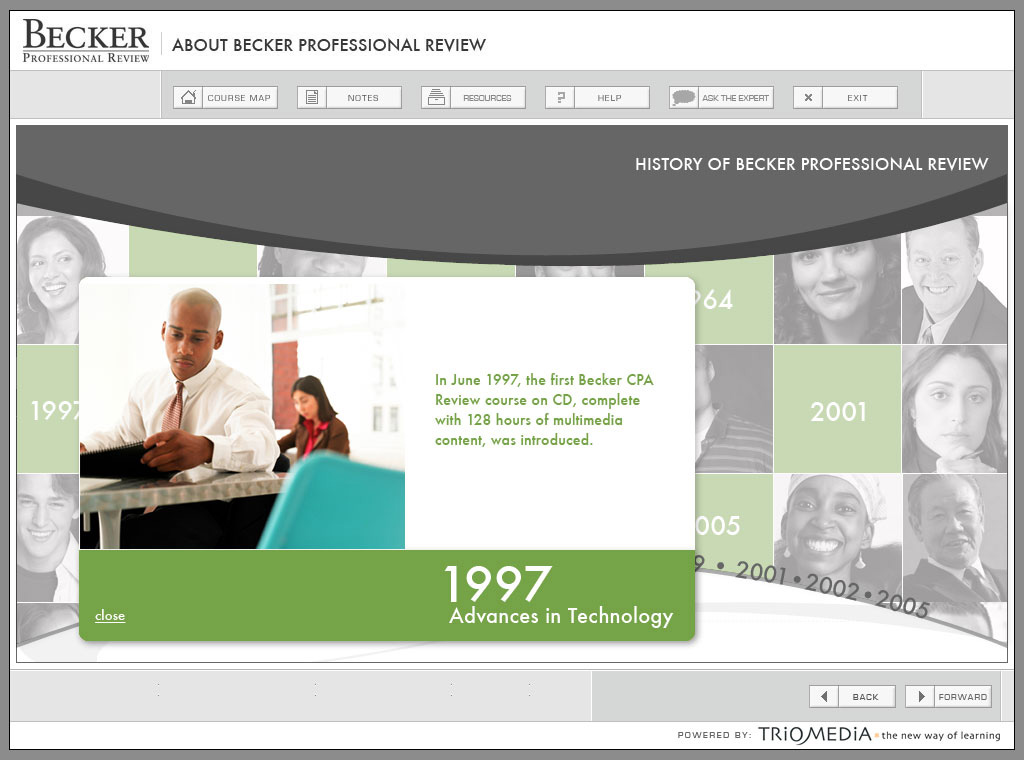 BECKER
PROFESSIONAL REVIEW
ABOUT BECKER PROFESSIONAL REVIEW
COURSE MAP
NOTES
RESOURCES
HELP
ASK THE EXPERT
EXIT
HISTORY OF BECKER PROFESSIONAL REVIEW
964
1997
2001
005
In June 1997, the first Becker CPA
Review course on CD, complete
with 128 hours of multimedia
content, was introduced.
1997
Advances in Technology
close
9 • 2001 • 2002 • 2005
BACK
FORWARD
POWERED BY: TRIOMEDIA the new way of learning